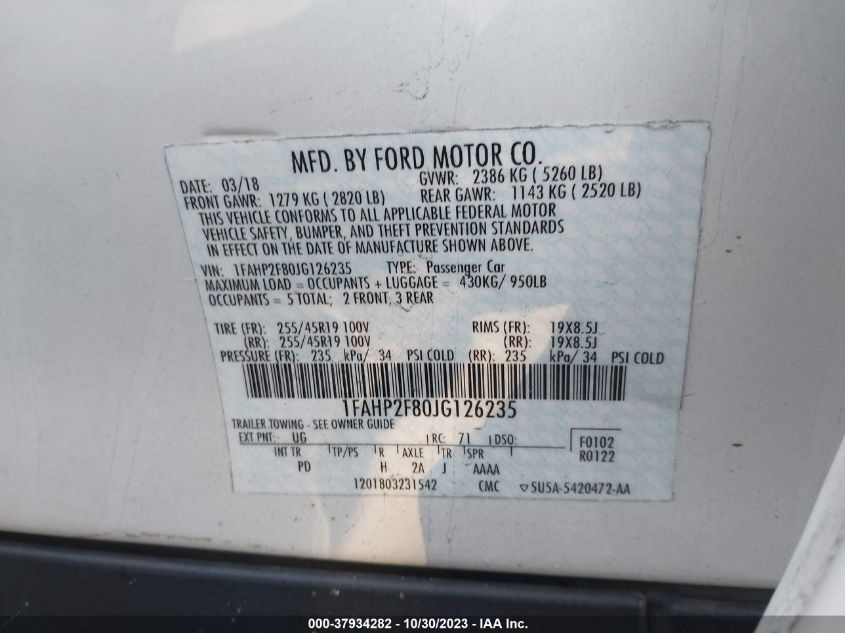 MFD. BY FORD MOTOR CO.
DATE: 03/18 GVWR: 2386 KG ( 5260 LB)
FRONT GAWR: 1279 KG ( 2820 LB) REAR GAWR: 1143 KG ( 2520 LB)
THIS VEHICLE CONFORMS TO ALL APPLICABLE FEDERAL MOTOR
VEHICLE SAFETY, BUMPER, AND THEFT PREVENTION STANDARDS
IN EFFECT ON THE DATE OF MANUFACTURE SHOWN ABOVE.
VIN: 1FAHP2F80JG126235 TYPE: Passenger Car
MAXIMUM LOAD = OCCUPANTS + LUGGAGE = 430KG/ 950LB
OCCUPANTS = 5 TOTAL; 2 FRONT, 3 REAR
TIRE (FR): 255/45R19 100V RIMS (FR): 19X8.5J
(RR): 255/45R19 100V (RR): 19X8.5J
PRESSURE (FR): 235 kPa/ 34 PSI COLD (RR): 235 kPa/ 34 PSI COLD
1FAHP2F80JG126235
TRAILER TOWING - SEE OWNER GUIDE
EXT PNT: UG RC: 71 DSO: F0102
INT TR TP/PS R AXLE TR SPR R0122
PD H 2A J AAAA
1201803231542 CMC ▽5U5A-5420472-AA
000-37934282 - 10/30/2023 - IAA Inc.